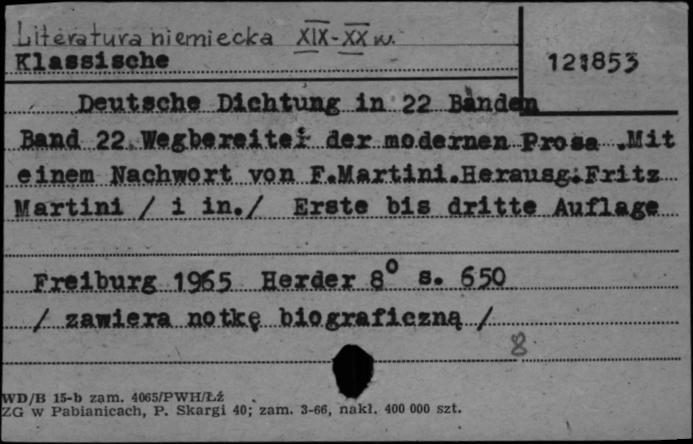 Literatura niemiecka XIX-XX w.
Klassische
121853
Deutsche Dichtung in 22 Bänden
Band 22 Wegbereiter der modernen Prosa .Mit
einem Nachwort von F.Martini.Herausg.Fritz
Martini / i in./ Erste bis dritte Auflage
Freiburg 1965 Herder 8° s. 650
/ zawiera notkę biograficzną /
8
WD/B 15-b zam. 4065/PWH/Łź
ZG w Pabianicach, P. Skargi 40; zam. 3-66, nakł. 400 000 szt.